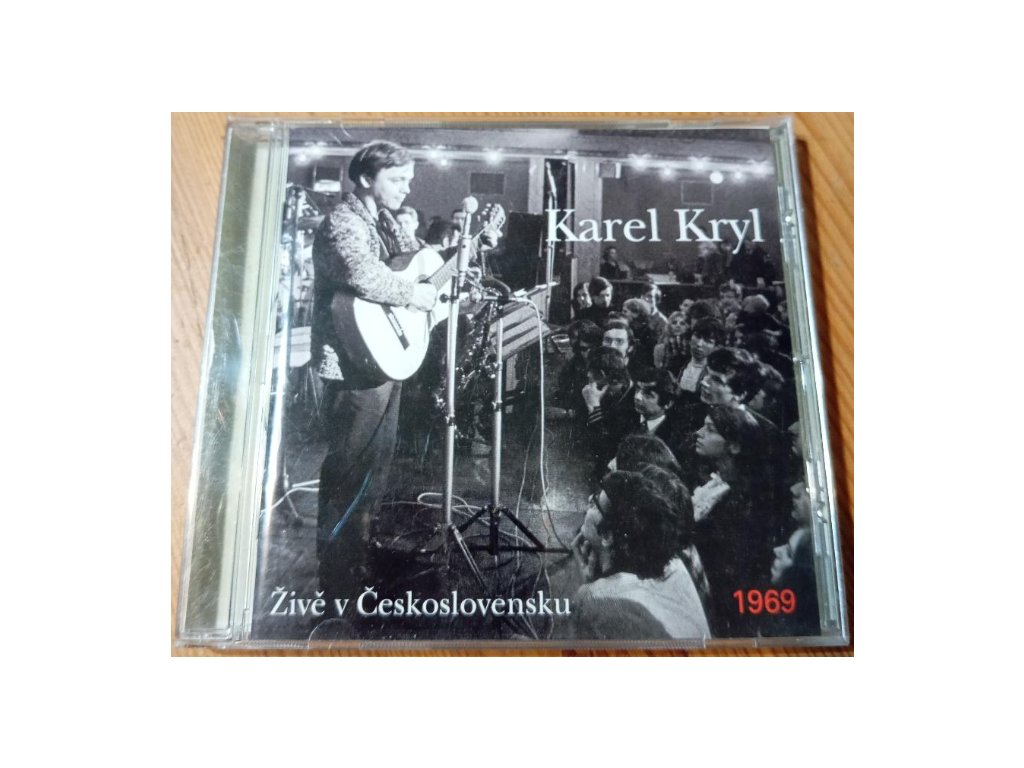 Karel Kryl
Živě v Československu
1969